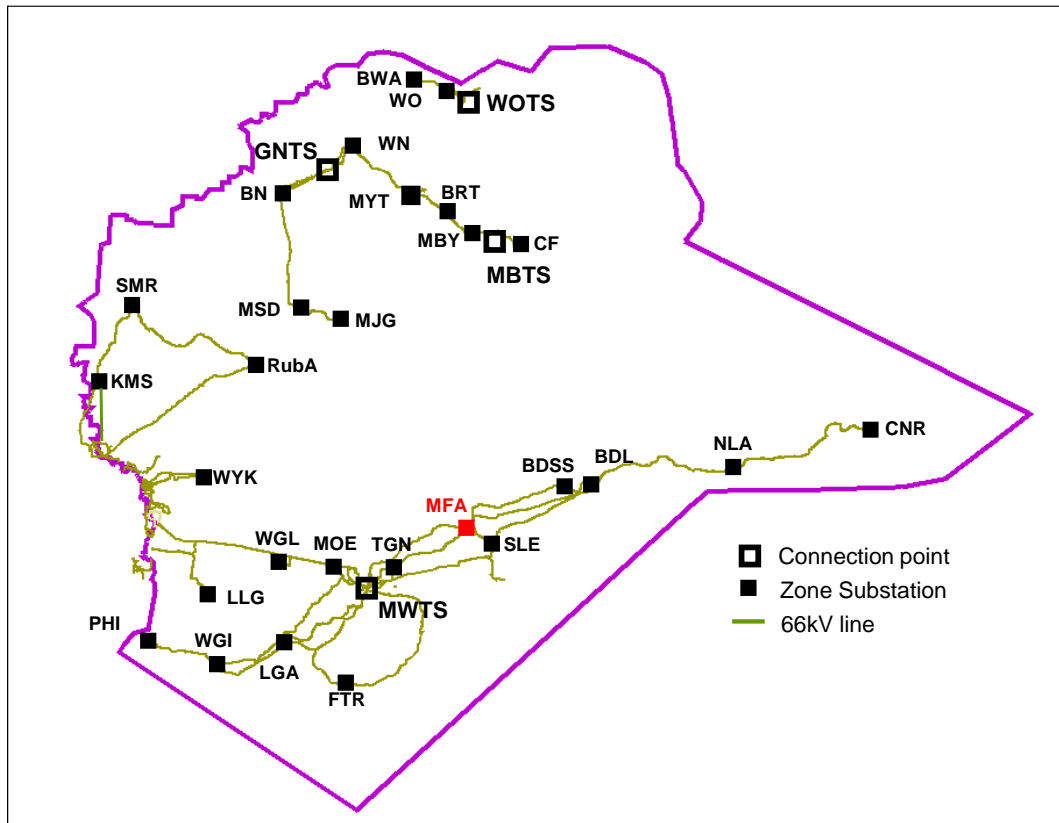 BWA
WO
WOTS
WN
GNTS
BN
MYT
BRT
MBY
CF
MBTS
SMR
MSD
MJG
RubA
KMS
CNR
NLA
BDL
BDSS
WYK
MFA
WGL
MOE
TGN
SLE
Connection point
LLG
MWTS
Zone Substation
PHI
WGI
66kV line
LGA
FTR